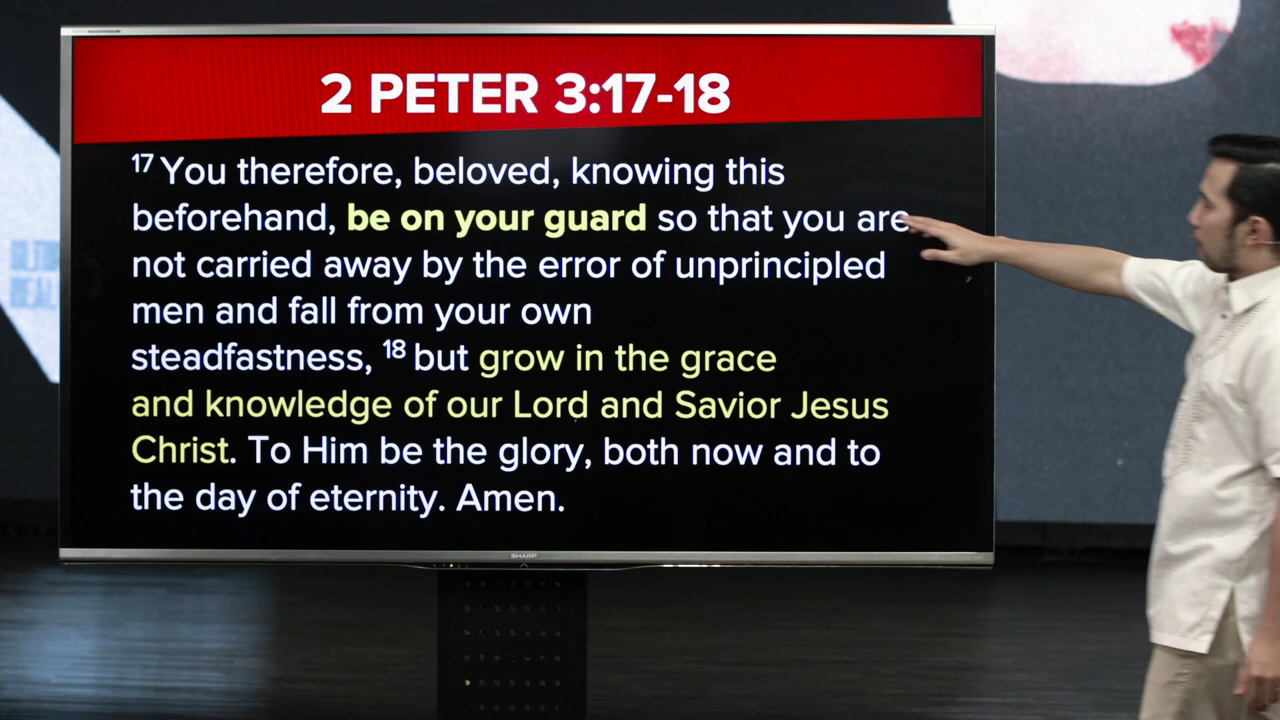 2 PETER 3:17-18
17 You therefore, beloved, knowing this
beforehand, be on your guard so that you are
not carried away by the error of unprincipled
men and fall from your own
steadfastness, 18 but grow in the grace
and knowledge of our Lord and Savior Jesus
Christ. To Him be the glory, both now and to
the day of eternity. Amen.
SHARP